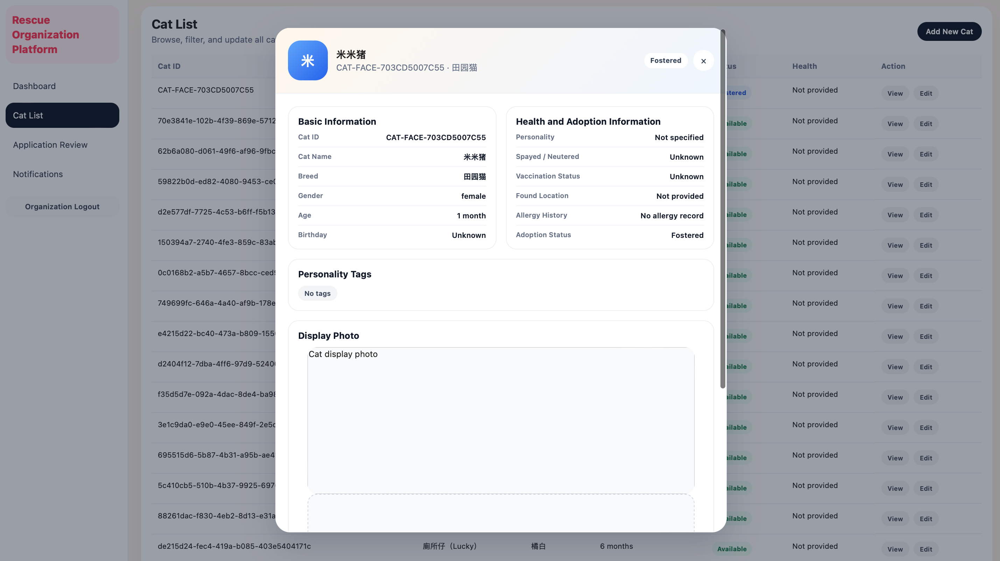 Rescue
Organization
Platform
Dashboard
Cat List
Application Review
Notifications
Organization Logout
Cat List
Browse, filter, and update all ca
Add New Cat
Cat ID
tus
Health
Action
CAT-FACE-703CD5007C55
stered
Not provided
View
Edit
70e3841e-102b-4f39-869e-5712
ailable
Not provided
View
Edit
62b6a080-d061-49f6-af96-9fbc
ailable
Not provided
View
Edit
59822b0d-ed82-4080-9453-ce0
ailable
Not provided
View
Edit
d2e577df-7725-4c53-b6ff-f5b13
ailable
Not provided
View
Edit
150394a7-2740-4fe3-859c-83ab
ailable
Not provided
View
Edit
0c0168b2-a5b7-4657-8bcc-ced9
ailable
Not provided
View
Edit
749699fc-646a-4a40-af9b-178e
ailable
Not provided
View
Edit
e4215d22-bc40-473a-b809-155
ailable
Not provided
View
Edit
d2404f12-7dba-4ff6-97d9-5240
ailable
Not provided
View
Edit
f35d5d7e-092a-4dac-8de4-ba98
ailable
Not provided
View
Edit
3e1c9da0-e9e0-45ee-849f-2e5c
ailable
Not provided
View
Edit
695515d6-5b87-4b31-a95b-ae4
ailable
Not provided
View
Edit
5c410cb5-510b-4b37-9925-697
ailable
Not provided
View
Edit
88261dac-f830-4eb2-8d13-e31a
ailable
Not provided
View
Edit
de215d24-fec4-419a-b085-403e5404171c
廁所仔（Lucky）
橘白
6 months
Available
Not provided
View
Edit
米
米米猪
CAT-FACE-703CD5007C55 · 田园猫
Fostered
×
Basic Information
Cat ID
CAT-FACE-703CD5007C55
Cat Name
米米猪
Breed
田园猫
Gender
female
Age
1 month
Birthday
Unknown
Health and Adoption Information
Personality
Not specified
Spayed / Neutered
Unknown
Vaccination Status
Unknown
Found Location
Not provided
Allergy History
No allergy record
Adoption Status
Fostered
Personality Tags
No tags
Display Photo
Cat display photo